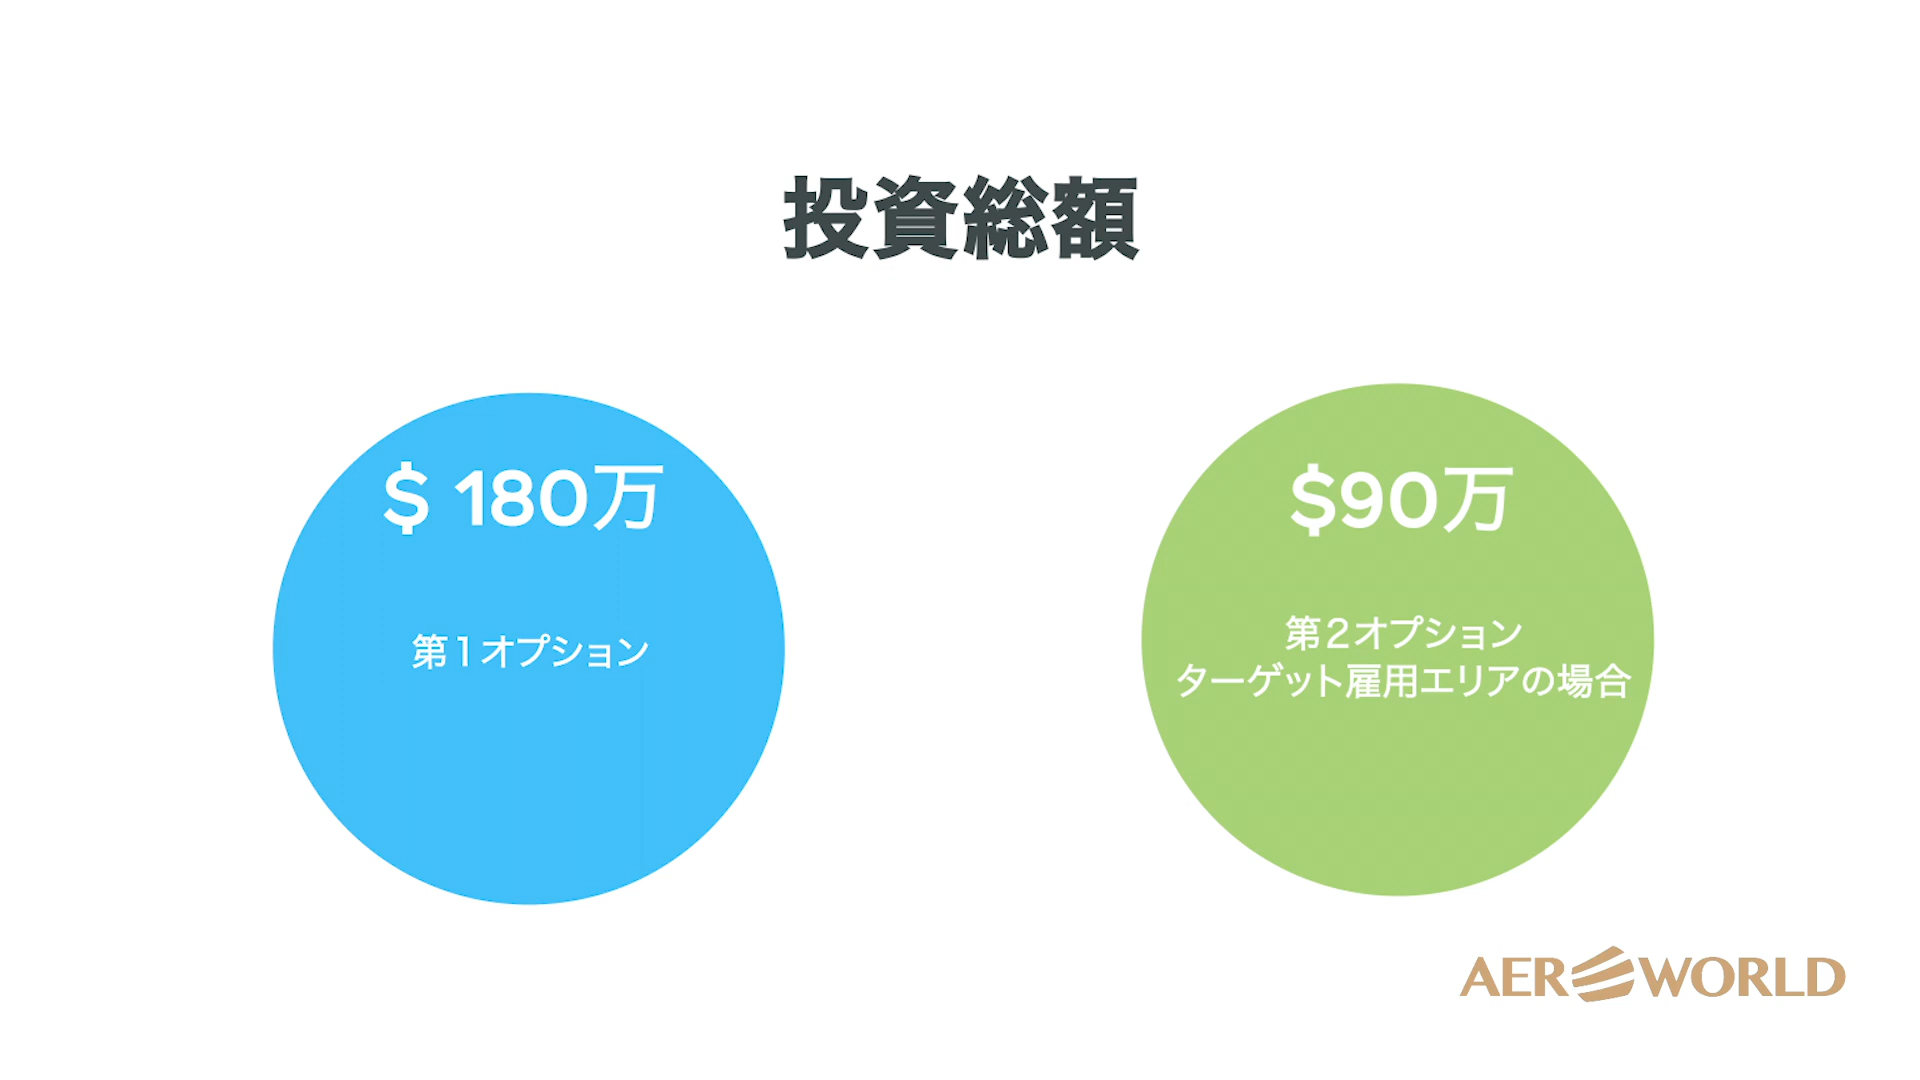 投資総額
$ 180万
第1オプション
$90万
第2オプション
ターゲット雇用エリアの場合
AEROWORLD